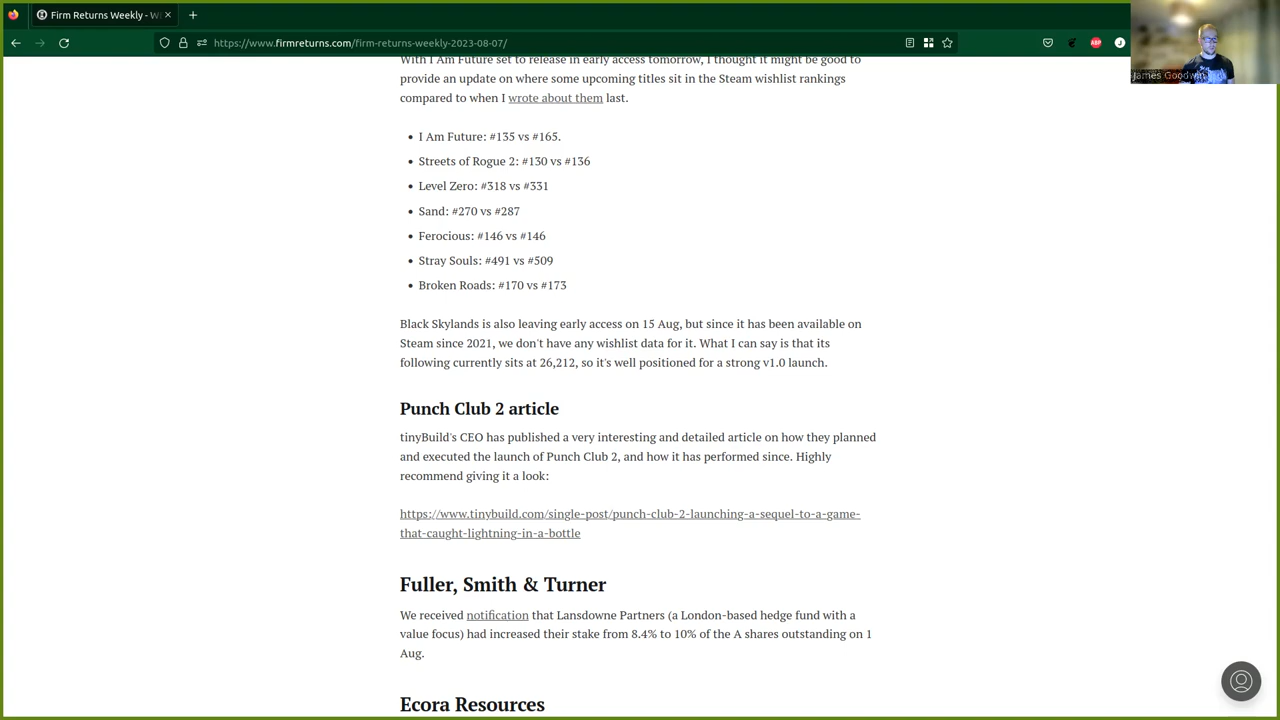 Firm Returns Weekly - W
https://www.firmreturns.com/firm-returns-weekly-2023-08-07/
ABP
J
James Goodwin
With I Am Future set to release in early access tomorrow, I thought it might be good to
provide an update on where some upcoming titles sit in the Steam wishlist rankings
compared to when I wrote about them last.
• I Am Future: #135 vs #165.
• Streets of Rogue 2: #130 vs #136
• Level Zero: #318 vs #331
• Sand: #270 vs #287
• Ferocious: #146 vs #146
• Stray Souls: #491 vs #509
• Broken Roads: #170 vs #173
Black Skylands is also leaving early access on 15 Aug, but since it has been available on
Steam since 2021, we don't have any wishlist data for it. What I can say is that its
following currently sits at 26,212, so it's well positioned for a strong v1.0 launch.
Punch Club 2 article
tinyBuild's CEO has published a very interesting and detailed article on how they planned
and executed the launch of Punch Club 2, and how it has performed since. Highly
recommend giving it a look:
https://www.tinybuild.com/single-post/punch-club-2-launching-a-sequel-to-a-game-
that-caught-lightning-in-a-bottle
Fuller, Smith & Turner
We received notification that Lansdowne Partners (a London-based hedge fund with a
value focus) had increased their stake from 8.4% to 10% of the A shares outstanding on 1
Aug.
Ecora Resources